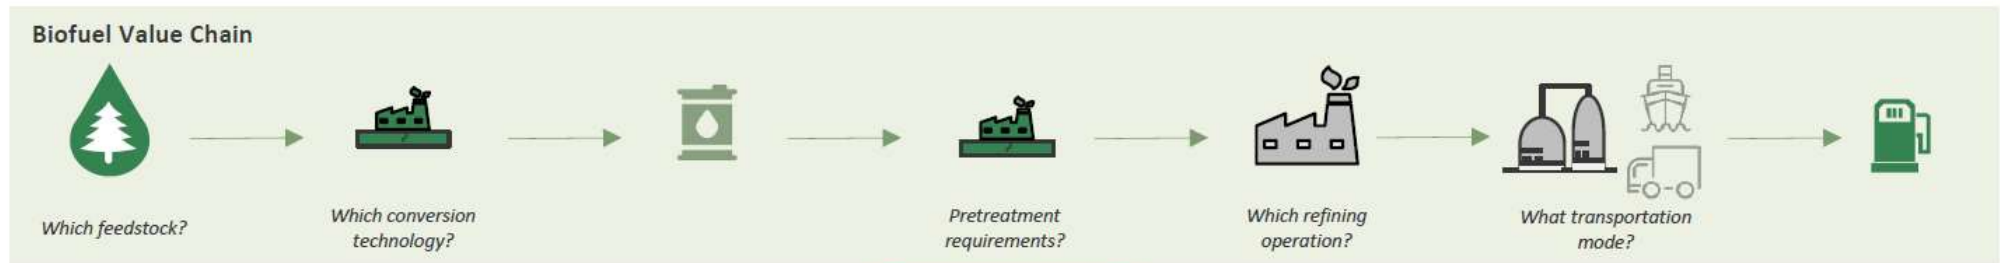 Biofuel Value Chain
Which feedstock?
Which conversion
technology?
Pretreatment
requirements?
Which refining
operation?
What transportation
mode?